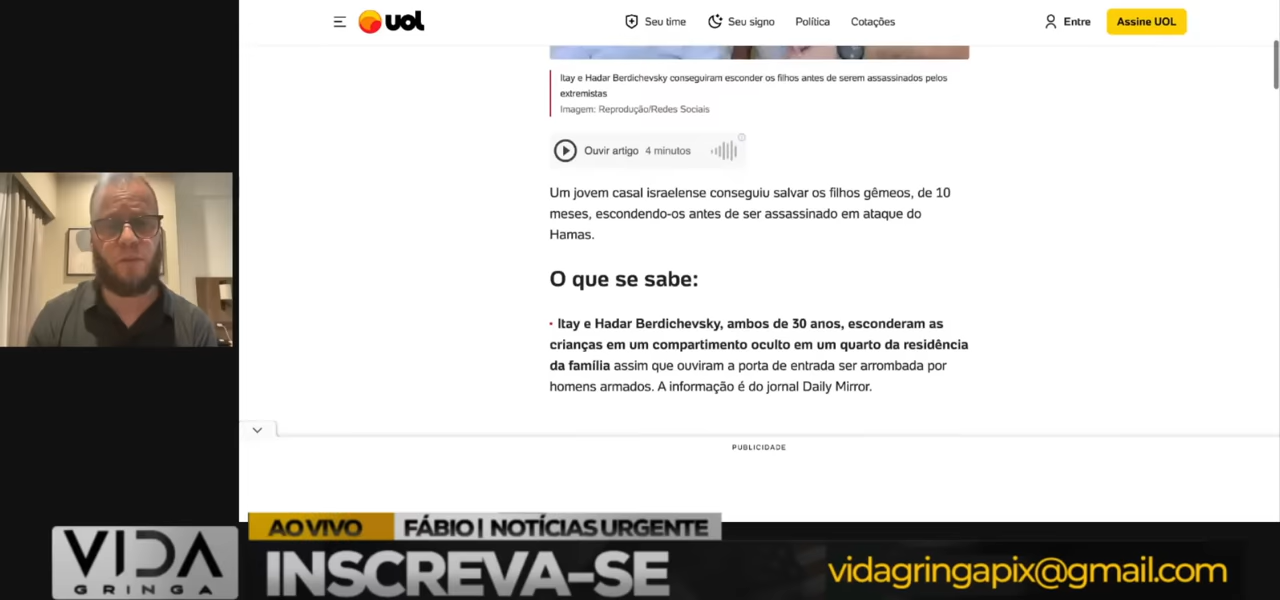 uol
Seu time
Seu signo
Política
Cotações
Entre
Assine UOL
Itay e Hadar Berdichevsky conseguiram esconder os filhos antes de serem assassinados pelos
extremistas
Imagem: Reprodução/Redes Sociais
Ouvir artigo 4 minutos
Um jovem casal israelense conseguiu salvar os filhos gêmeos, de 10
meses, escondendo-os antes de ser assassinado em ataque do
Hamas.
O que se sabe:
• Itay e Hadar Berdichevsky, ambos de 30 anos, esconderam as
crianças em um compartimento oculto em um quarto da residência
da família assim que ouviram a porta de entrada ser arrombada por
homens armados. A informação é do jornal Daily Mirror.
PUBLICIDADE
AO VIVO
FÁBIO | NOTÍCIAS URGENTE
VIDA
GRINGA
INSCREVA-SE
vidagringapix@gmail.com